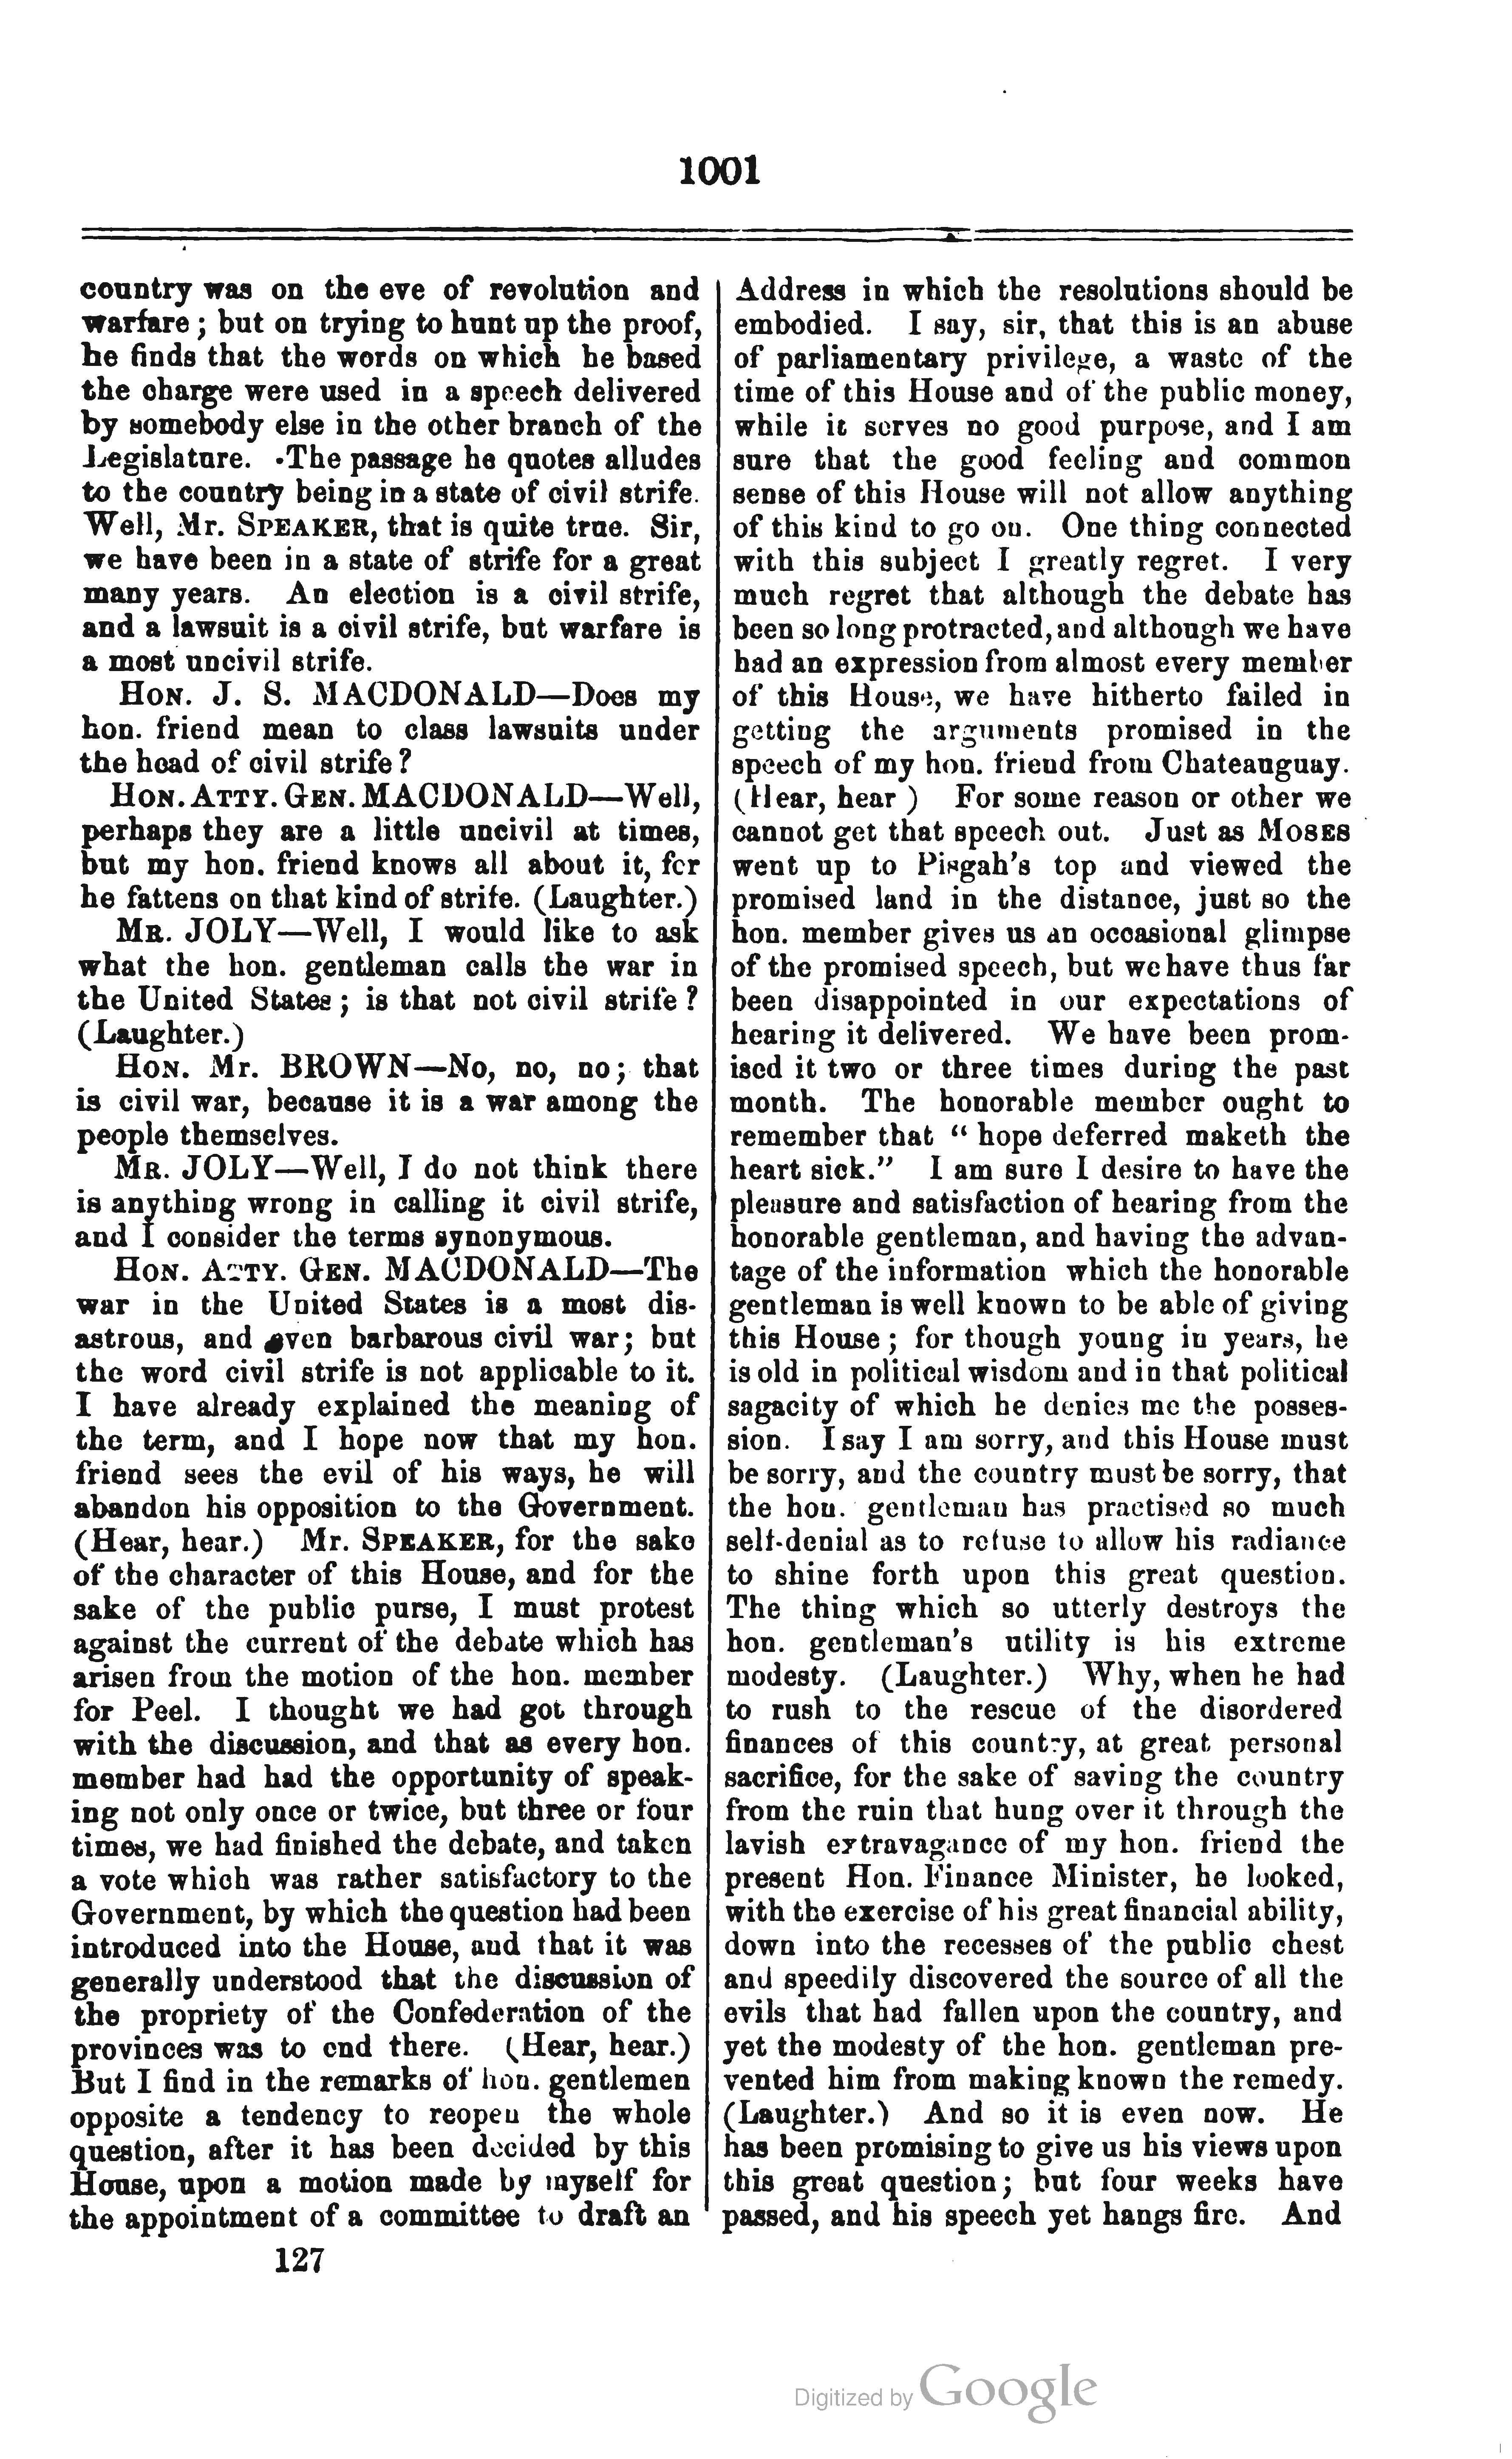 1001
country was on the eve of revolution and
warfare; but on trying to hunt up the proof,
he finds that the words on which he based
the charge were used in a speech delivered
by somebody else in the other branch of the
Legislature. The passage he quotes alludes
to the country being in a state of civil strife.
Well, Mr. SPEAKER, that is quite true. Sir,
we have been in a state of strife for a great
many years. An election is a civil strife,
and a lawsuit is a civil strife, but warfare is
a most uncivil strife.
HON. J. S. MACDONALD—Does my
hon. friend mean to class lawsuits under
the head of civil strife?
HON. ATTY. GEN. MACDONALD—Well,
perhaps they are a little uncivil at times,
but my hon. friend knows all about it, for
he fattens on that kind of strife. (Laughter.)
MR. JOLY—Well, I would like to ask
what the hon. gentleman calls the war in
the United States; is that not civil strife?
(Laughter.)
HON. Mr. BROWN—No, no, no; that
is civil war, because it is a war among the
people themselves.
MR. JOLY—Well, I do not think there
is anything wrong in calling it civil strife,
and I consider the terms synonymous.
HON. ATTY. GEN. MACDONALD—The
war in the United States is a most dis-
astrous, and even barbarous civil war; but
the word civil strife is not applicable to it.
I have already explained the meaning of
the term, and I hope now that my hon.
friend sees the evil of his ways, he will
abandon his opposition to the Government.
(Hear, hear.) Mr. SPEAKER, for the sake
of the character of this House, and for the
sake of the public purse, I must protest
against the current of the debate which has
arisen from the motion of the hon. member
for Peel. I thought we had got through
with the discussion, and that as every hon.
member had had the opportunity of speak-
ing not only once or twice, but three or four
times, we had finished the debate, and taken
a vote which was rather satisfactory to the
Government, by which the question had been
introduced into the House, and that it was
generally understood that the discussion of
the propriety of the Confederation of the
provinces was to end there. (Hear, hear.)
But I find in the remarks of hon. gentlemen
opposite a tendency to reopen the whole
question, after it has been decided by this
House, upon a motion made by myself for
the appointment of a committee to draft an
127
Address in which the resolutions should be
embodied. I say, sir, that this is an abuse
of parliamentary privilege, a waste of the
time of this House and of the public money,
while it serves no good purpose, and I am
sure that the good feeling and common
sense of this House will not allow anything
of this kind to go on. One thing connected
with this subject I greatly regret. I very
much regret that although the debate has
been so long protracted, and although we have
had an expression from almost every member
of this House, we have hitherto failed in
getting the arguments promised in the
speech of my hon. friend from Chateauguay.
(Hear, hear) For some reason or other we
cannot get that speech out. Just as MOSES
went up to Pisgah's top and viewed the
promised land in the distance, just so the
hon. member gives us an occasional glimpse
of the promised speech, but we have thus far
been disappointed in our expectations of
hearing it delivered. We have been prom-
ised it two or three times during the past
month. The honorable member ought to
remember that " hope deferred maketh the
heart sick." I am sure I desire to have the
pleasure and satisfaction of hearing from the
honorable gentleman, and having the advan-
tage of the information which the honorable
gentleman is well known to be able of giving
this House; for though young in years, he
is old in political wisdom and in that political
sagacity of which he denies me the posses-
sion. I say I am sorry, and this House must
be sorry, and the country must be sorry, that
the hon. gentleman has practised so much
self-denial as to refuse to allow his radiance
to shine forth upon this great question.
The thing which so utterly destroys the
hon. gentleman's utility is his extreme
modesty. (Laughter.) Why, when he had
to rush to the rescue of the disordered
finances of this country, at great personal
sacrifice, for the sake of saving the country
from the ruin that hung over it through the
lavish extravagance of my hon. friend the
present Hon. Finance Minister, he looked,
with the exercise of his great financial ability,
down into the recesses of the public chest
and speedily discovered the source of all the
evils that had fallen upon the country, and
yet the modesty of the hon. gentleman pre-
vented him from making known the remedy.
(Laughter.) And so it is even now. He
has been promising to give us his views upon
this great question; but four weeks have
passed, and his speech yet hangs fire. And
Digitized by Google